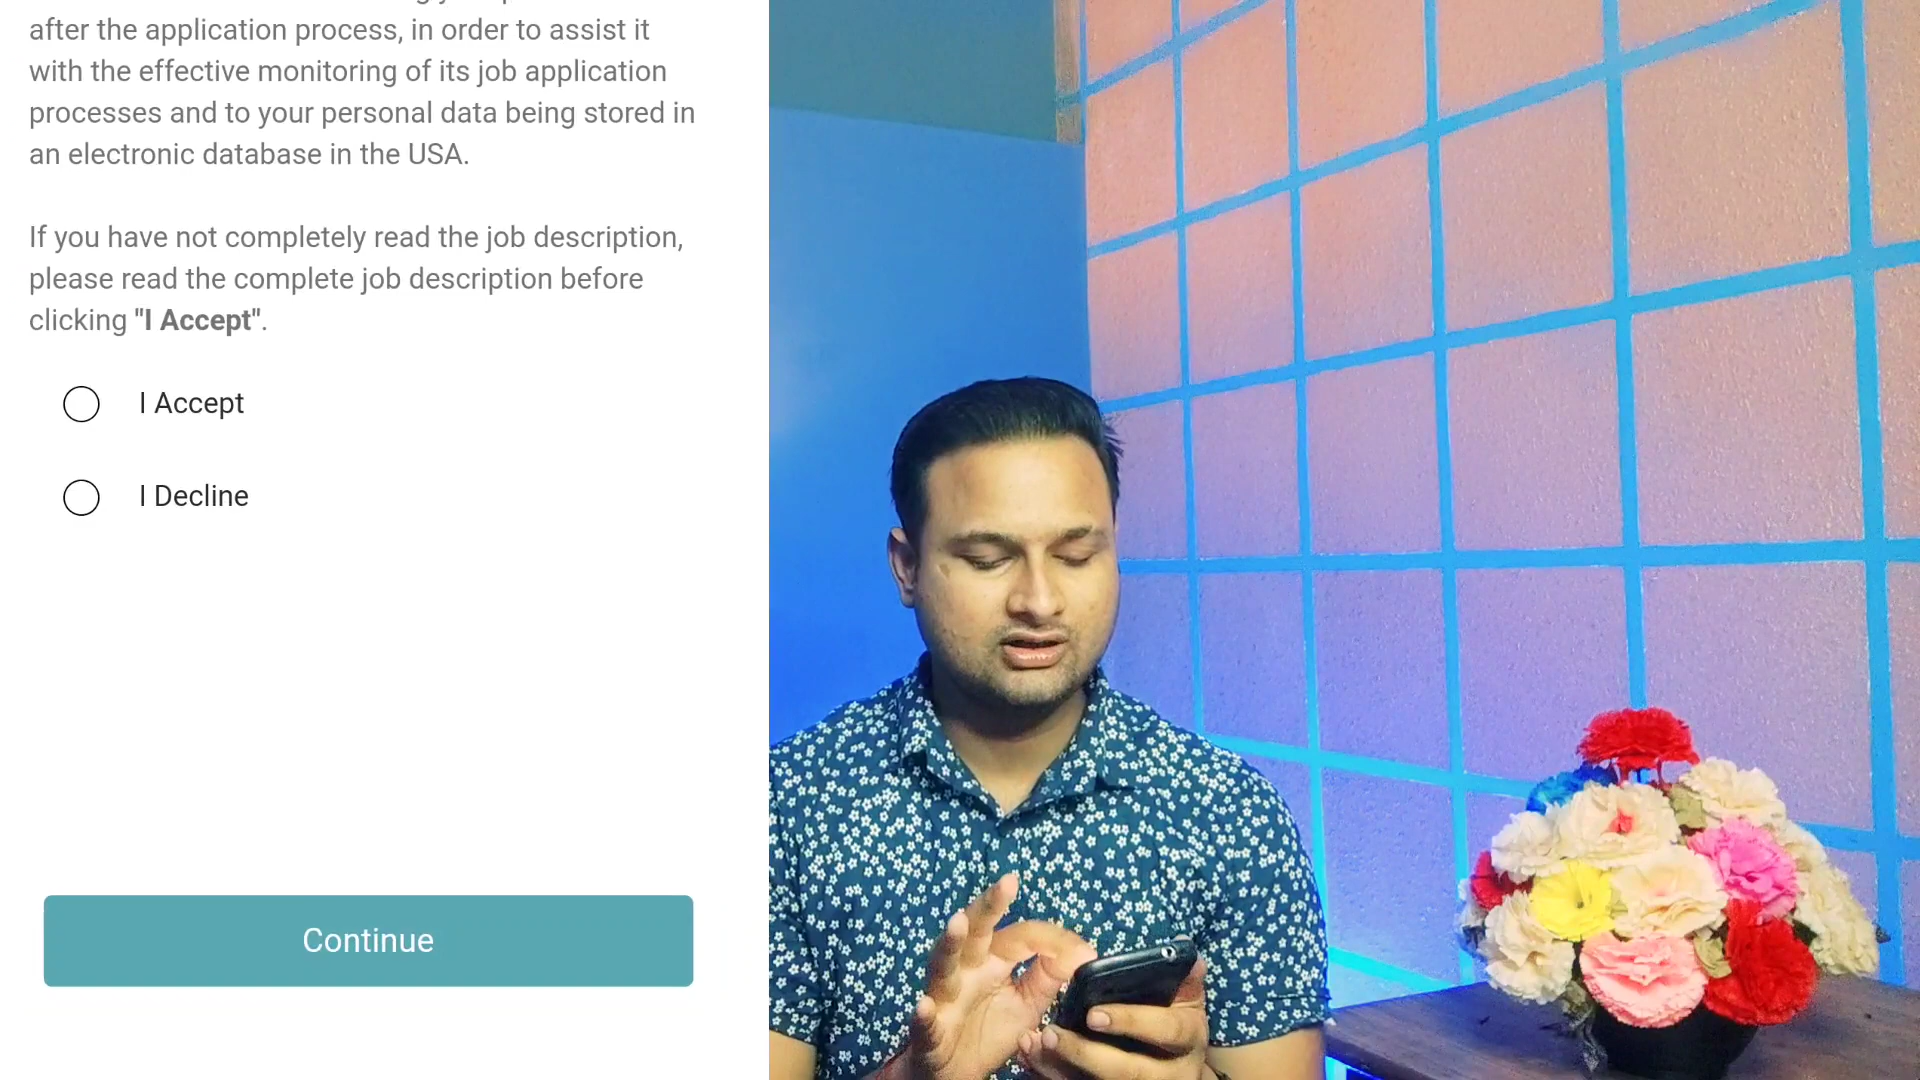 after the application process, in order to assist it
with the effective monitoring of its job application
processes and to your personal data being stored in
an electronic database in the USA.
If you have not completely read the job description,
please read the complete job description before
clicking "I Accept".
I Accept
I Decline
Continue